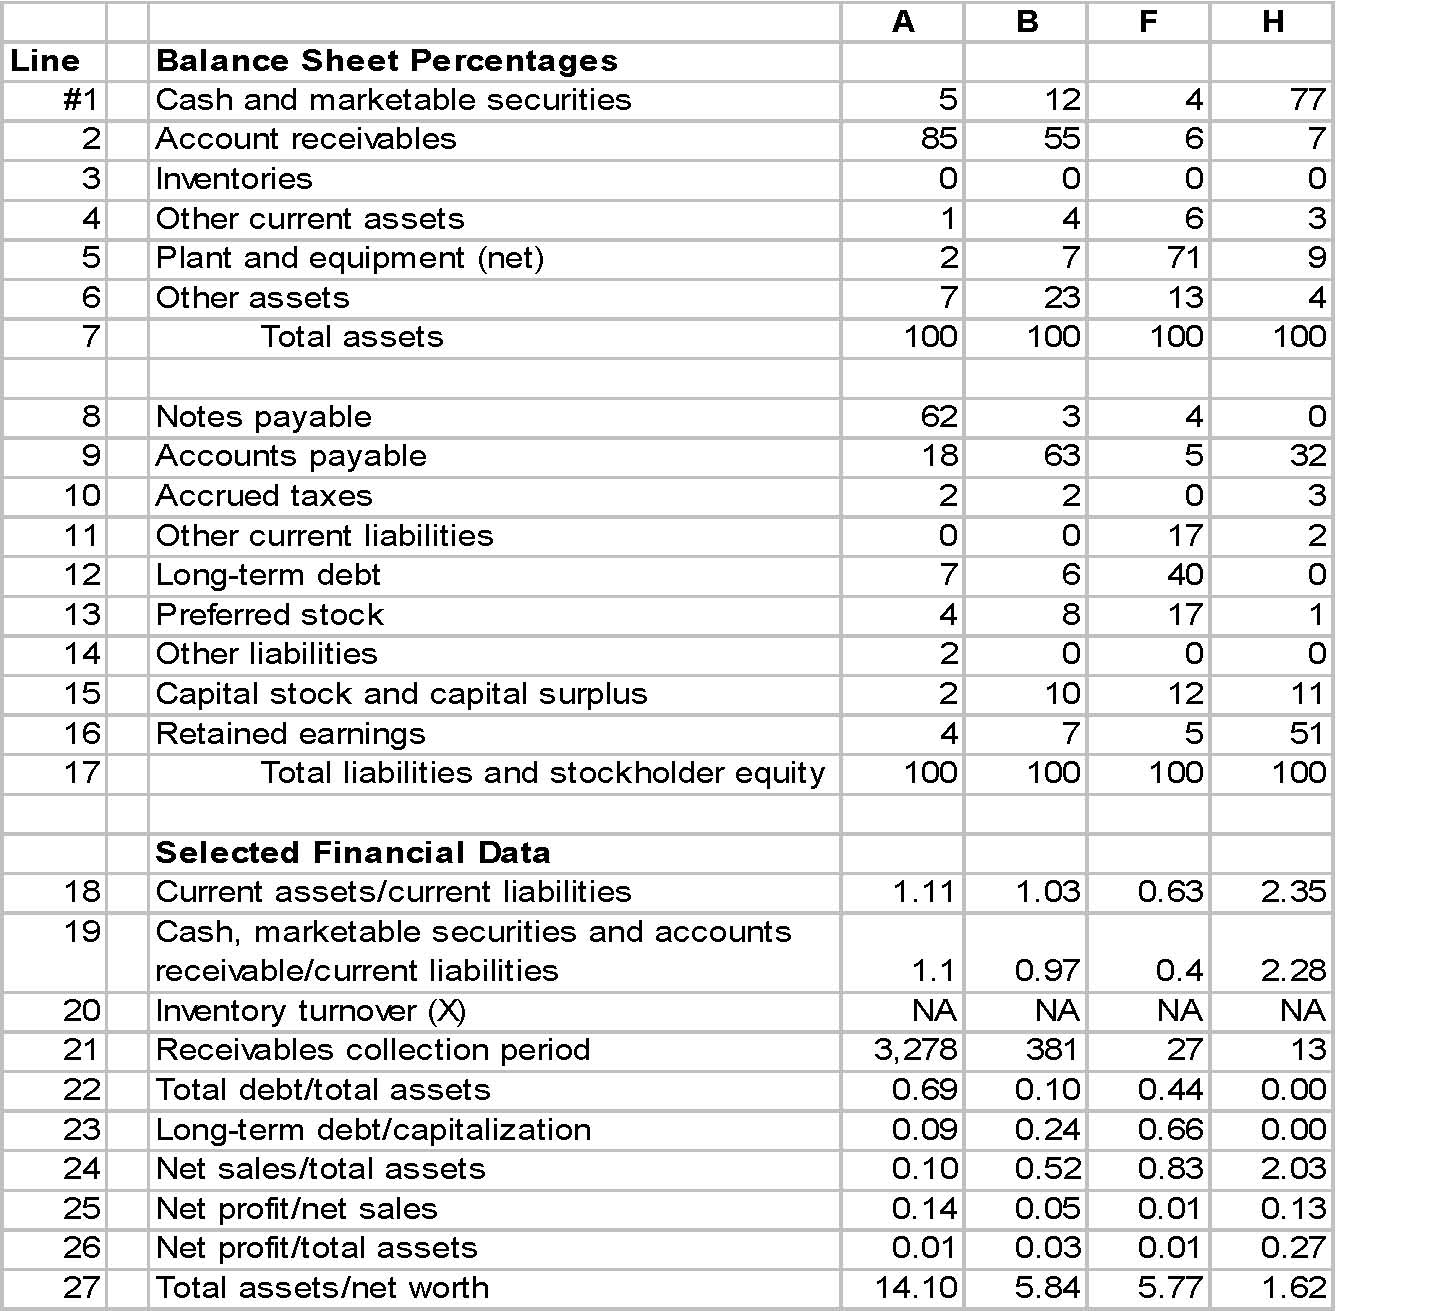 A B F H
Line Balance Sheet Percentages
#1 Cash and marketable securities 5 12 4 77
2 Account receivables 85 55 6 7
3 Inventories 0 0 0 0
4 Other current assets 1 4 6 3
5 Plant and equipment (net) 2 7 71 9
6 Other assets 7 23 13 4
7 Total assets 100 100 100 100
8 Notes payable 62 3 4 0
9 Accounts payable 18 63 5 32
10 Accrued taxes 2 2 0 3
11 Other current liabilities 0 0 17 2
12 Long-term debt 7 6 40 0
13 Preferred stock 4 8 17 1
14 Other liabilities 2 0 0 0
15 Capital stock and capital surplus 2 10 12 11
16 Retained earnings 4 7 5 51
17 Total liabilities and stockholder equity 100 100 100 100
Selected Financial Data
18 Current assets/current liabilities 1.11 1.03 0.63 2.35
19 Cash, marketable securities and accounts
receivable/current liabilities 1.1 0.97 0.4 2.28
20 Inventory turnover (X) NA NA NA NA
21 Receivables collection period 3,278 381 27 13
22 Total debt/total assets 0.69 0.10 0.44 0.00
23 Long-term debt/capitalization 0.09 0.24 0.66 0.00
24 Net sales/total assets 0.10 0.52 0.83 2.03
25 Net profit/net sales 0.14 0.05 0.01 0.13
26 Net profit/total assets 0.01 0.03 0.01 0.27
27 Total assets/net worth 14.10 5.84 5.77 1.62